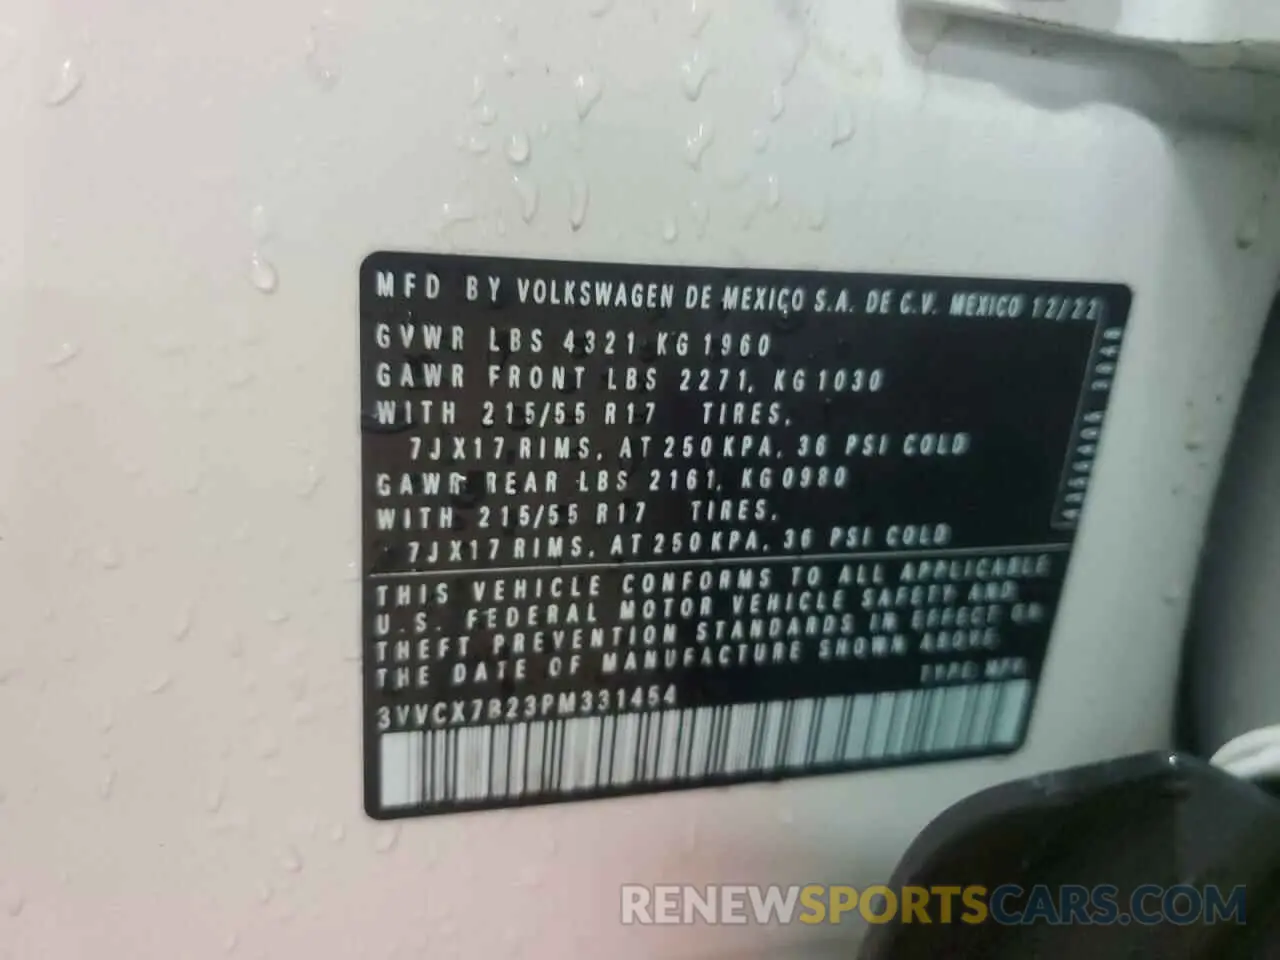 MFD BY VOLKSWAGEN DE MEXICO S.A. DE C.V. MEXICO 12/22
GVWR LBS 4321 KG 1960
GAWR FRONT LBS 2271, KG 1030
WITH 215/55 R17 TIRES,
7JX17 RIMS, AT 250 KPA, 36 PSI COLD
GAWR REAR LBS 2161, KG 0980
WITH 215/55 R17 TIRES,
7JX17 RIMS, AT 250 KPA, 36 PSI COLD
THIS VEHICLE CONFORMS TO ALL APPLICABLE
U.S. FEDERAL MOTOR VEHICLE SAFETY AND
THEFT PREVENTION STANDARDS IN EFFECT ON
THE DATE OF MANUFACTURE SHOWN ABOVE
TYPE: MPV
3VVCX7B23PM331454
RENEWSPORTSCARS.COM